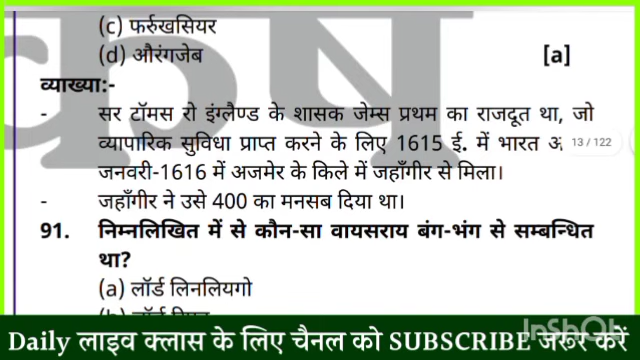 (c) फर्रुखसियर
(d) औरंगजेब [a]
व्याख्या:-
- सर टॉमस रो इंग्लैण्ड के शासक जेम्स प्रथम का राजदूत था, जो
व्यापारिक सुविधा प्राप्त करने के लिए 1615 ई. में भारत 13 / 122
जनवरी-1616 में अजमेर के किले में जहाँगीर से मिला।
- जहाँगीर ने उसे 400 का मनसब दिया था।
91. निम्नलिखित में से कौन-सा वायसराय बंग-भंग से सम्बन्धित
था?
(a) लॉर्ड लिनलियगो
(b) लॉर्ड
InShOt
Daily लाइव क्लास के लिए चैनल को SUBSCRIBE जरूर करें